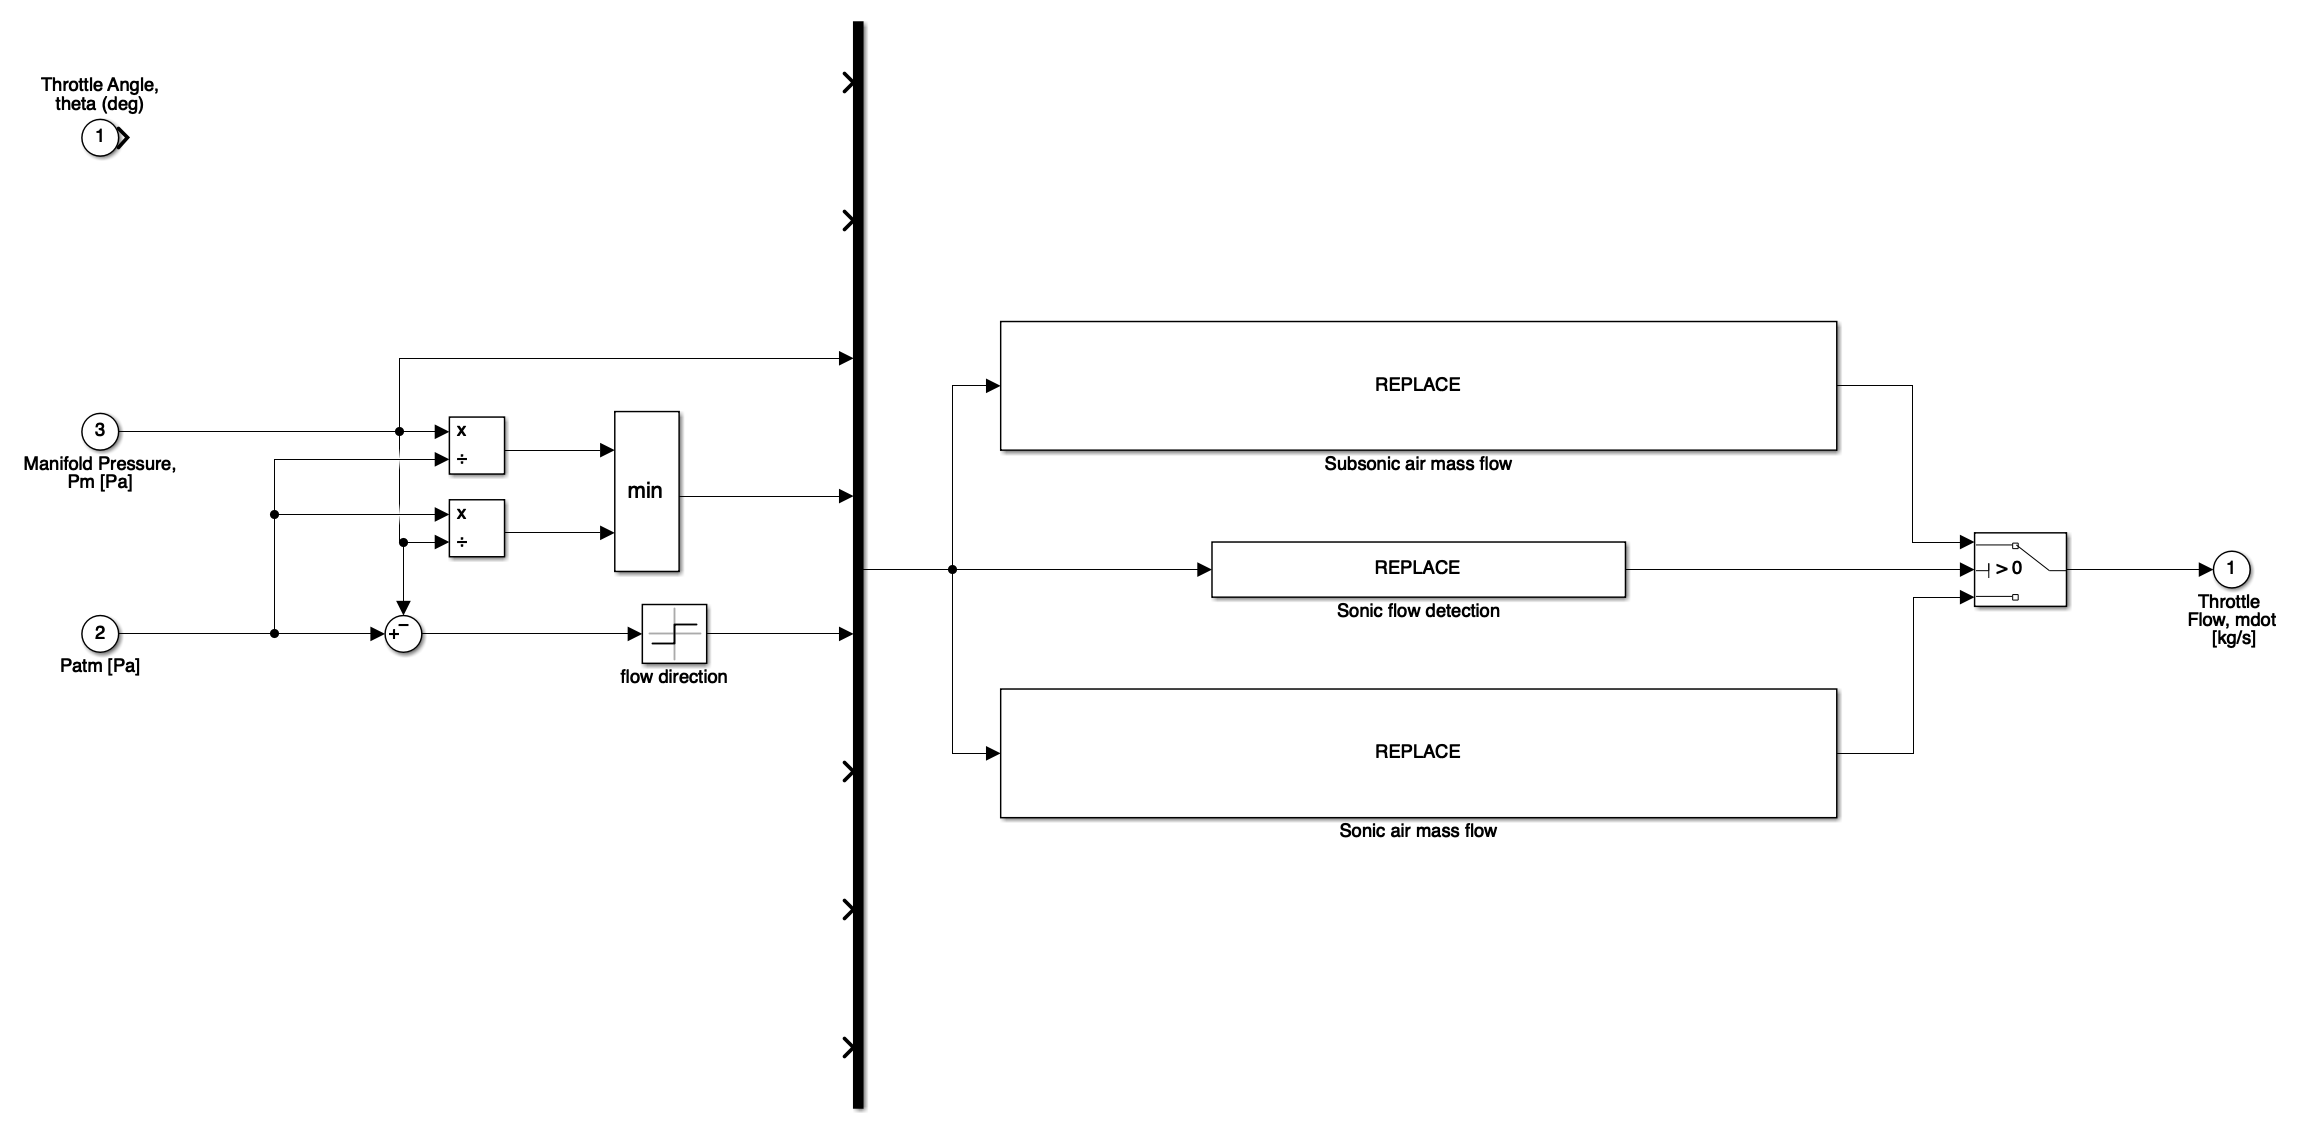 Throttle Angle,
theta (deg)
1
3
Manifold Pressure,
Pm [Pa]
x
÷
x
÷
min
2
Patm [Pa]
+
−
flow direction
REPLACE
Subsonic air mass flow
REPLACE
Sonic flow detection
REPLACE
Sonic air mass flow
> 0
1
Throttle
Flow, mdot
[kg/s]